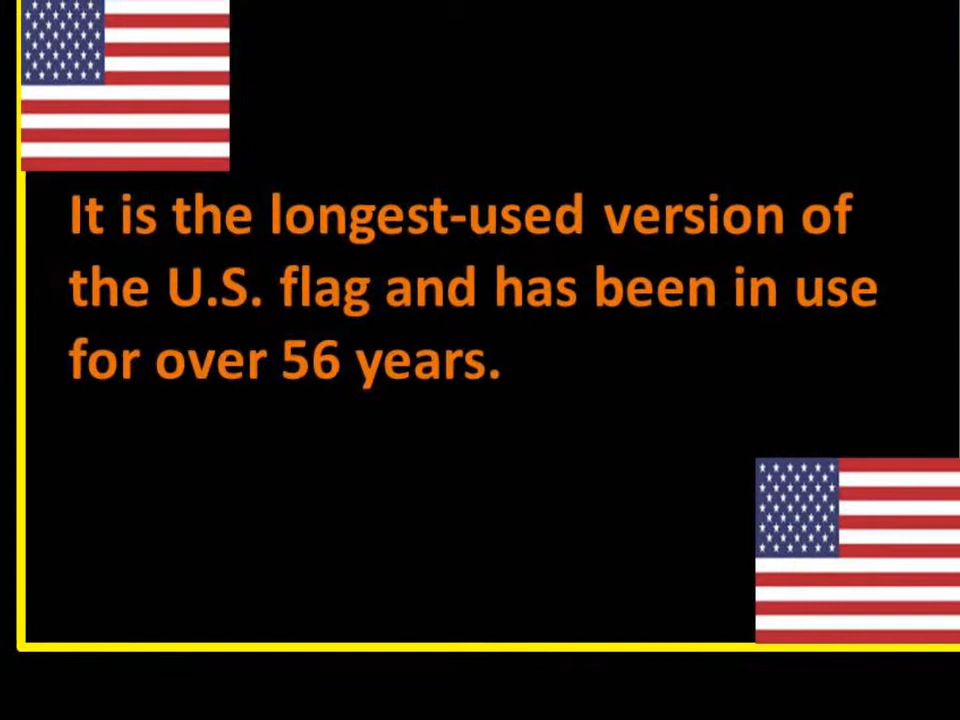 It is the longest-used version of
the U.S. flag and has been in use
for over 56 years.